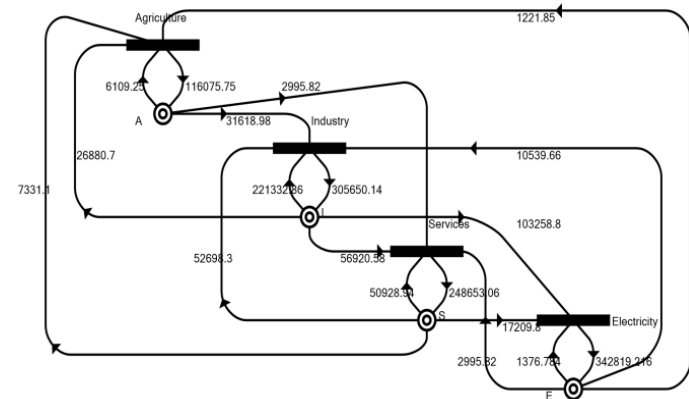 Agriculture
1221.85
6109.25
116075.75
2995.82
A
31618.98
Industry
26880.7
10539.66
7331.1
221332.86
305650.14
I
103258.8
Services
52698.3
56920.58
50928.94
248653.06
S
17209.8
Electricity
2995.82
1376.784
342819.216
E